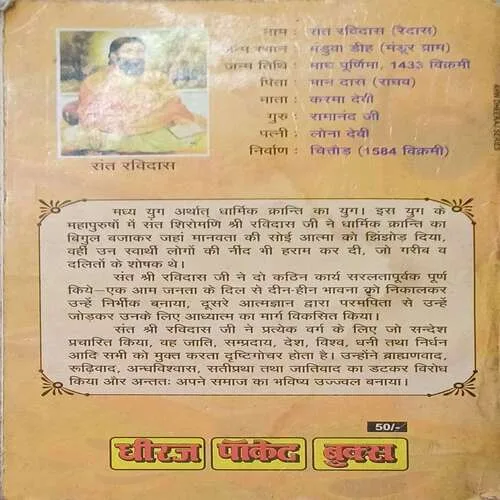 नाम : संत रविदास (रैदास)
जन्म स्थान : मंडुवा डीह (मंडूर ग्राम)
जन्म तिथि : माघ पूर्णिमा, 1433 विक्रमी
पिता : मान दास (राघव)
माता : करमा देवी
गुरु : रामानंद जी
पत्नी : लोना देवी
निर्वाण : चित्तौड़ (1584 विक्रमी)
संत रविदास
मध्य युग अर्थात् धार्मिक क्रान्ति का युग। इस युग के
महापुरुषों में संत शिरोमणि श्री रविदास जी ने धार्मिक क्रान्ति का
बिगुल बजाकर जहां मानवता की सोई आत्मा को झिंझोड़ दिया,
वहीं उन स्वार्थी लोगों की नींद भी हराम कर दी, जो गरीब व
दलितों के शोषक थे।
संत श्री रविदास जी ने दो कठिन कार्य सरलतापूर्वक पूर्ण
किये–एक आम जनता के दिल से दीन-हीन भावना को निकालकर
उन्हें निर्भीक बनाया, दूसरे आत्मज्ञान द्वारा परमपिता से उन्हें
जोड़कर उनके लिए आध्यात्म का मार्ग विकसित किया।
संत श्री रविदास जी ने प्रत्येक वर्ग के लिए जो सन्देश
प्रचारित किया, वह जाति, सम्प्रदाय, देश, विश्व, धनी तथा निर्धन
आदि सभी को मुक्त करता दृष्टिगोचर होता है। उन्होंने ब्राह्मणवाद,
रूढ़िवाद, अन्धविश्वास, सतीप्रथा तथा जातिवाद का डटकर विरोध
किया और अन्ततः अपने समाज का भविष्य उज्ज्वल बनाया।
50/-
धीरज पॉकेट बुक्स